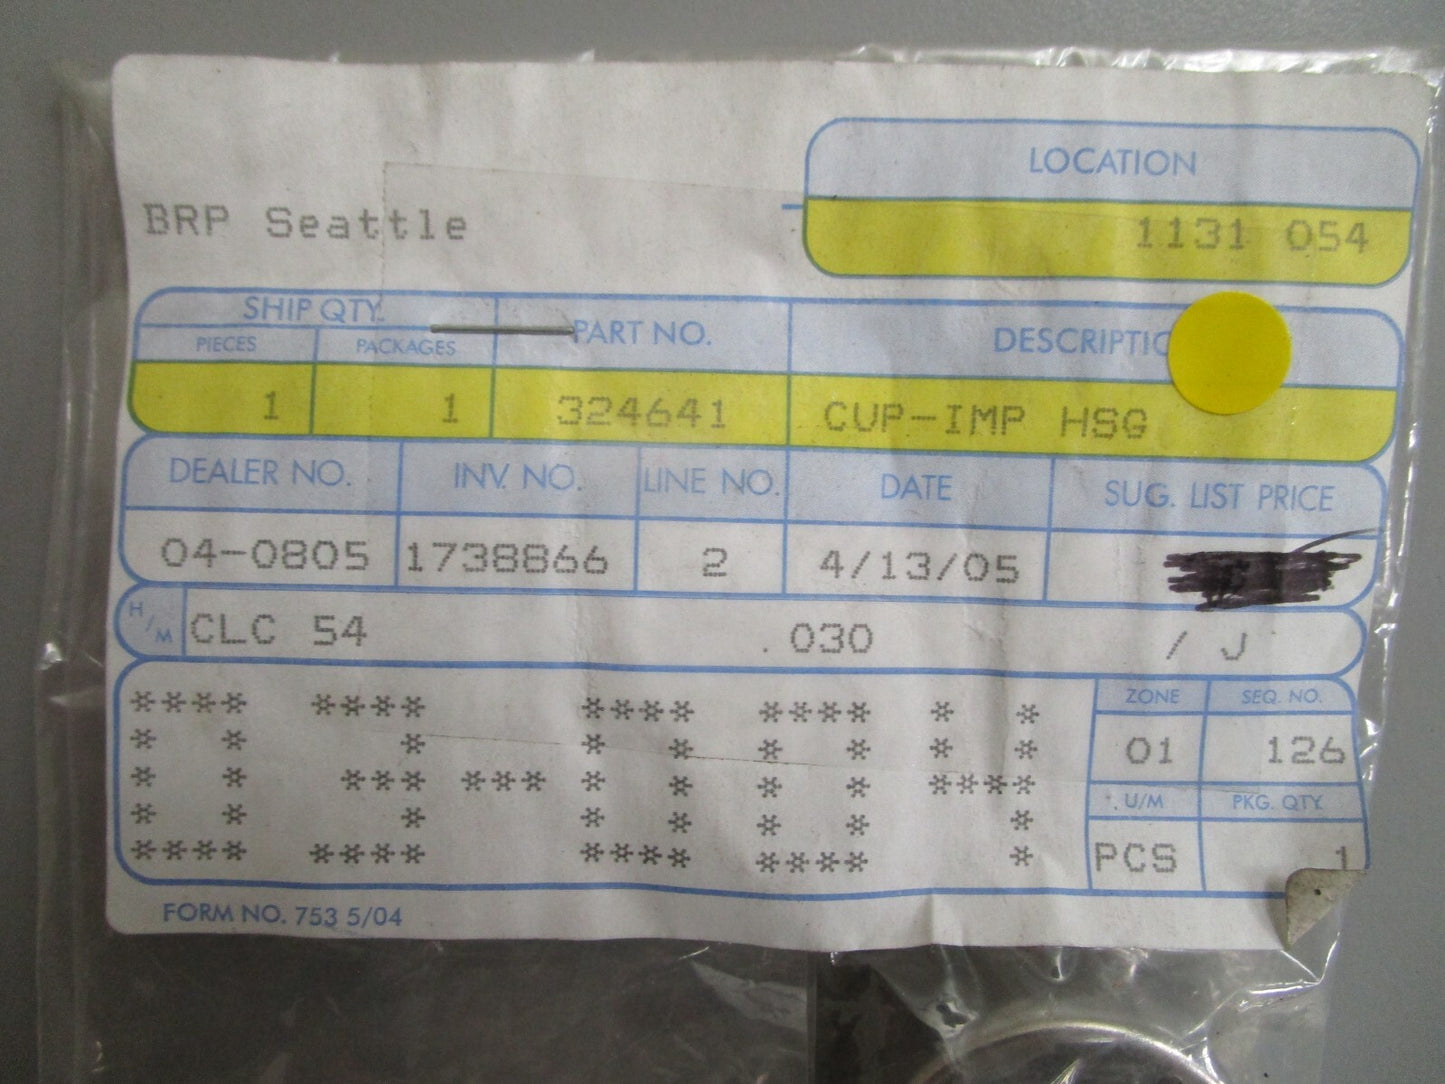 BRP Seattle
LOCATION
1131 054
SHIP QTY.
PIECES PACKAGES PART NO. DESCRIPTIO
1 1 324641 CUP-IMP HSG
DEALER NO. INV. NO. LINE NO. DATE SUG. LIST PRICE
04-0805 1738866 2 4/13/05
H/M CLC 54 .030 / J
**** **** **** **** * *
* * * * * * * * *
* * *** *** * * * * ****
* * * * * * * *
**** **** **** **** *
ZONE SEQ. NO.
01 126
U/M PKG. QTY.
PCS 1
FORM NO. 753 5/04